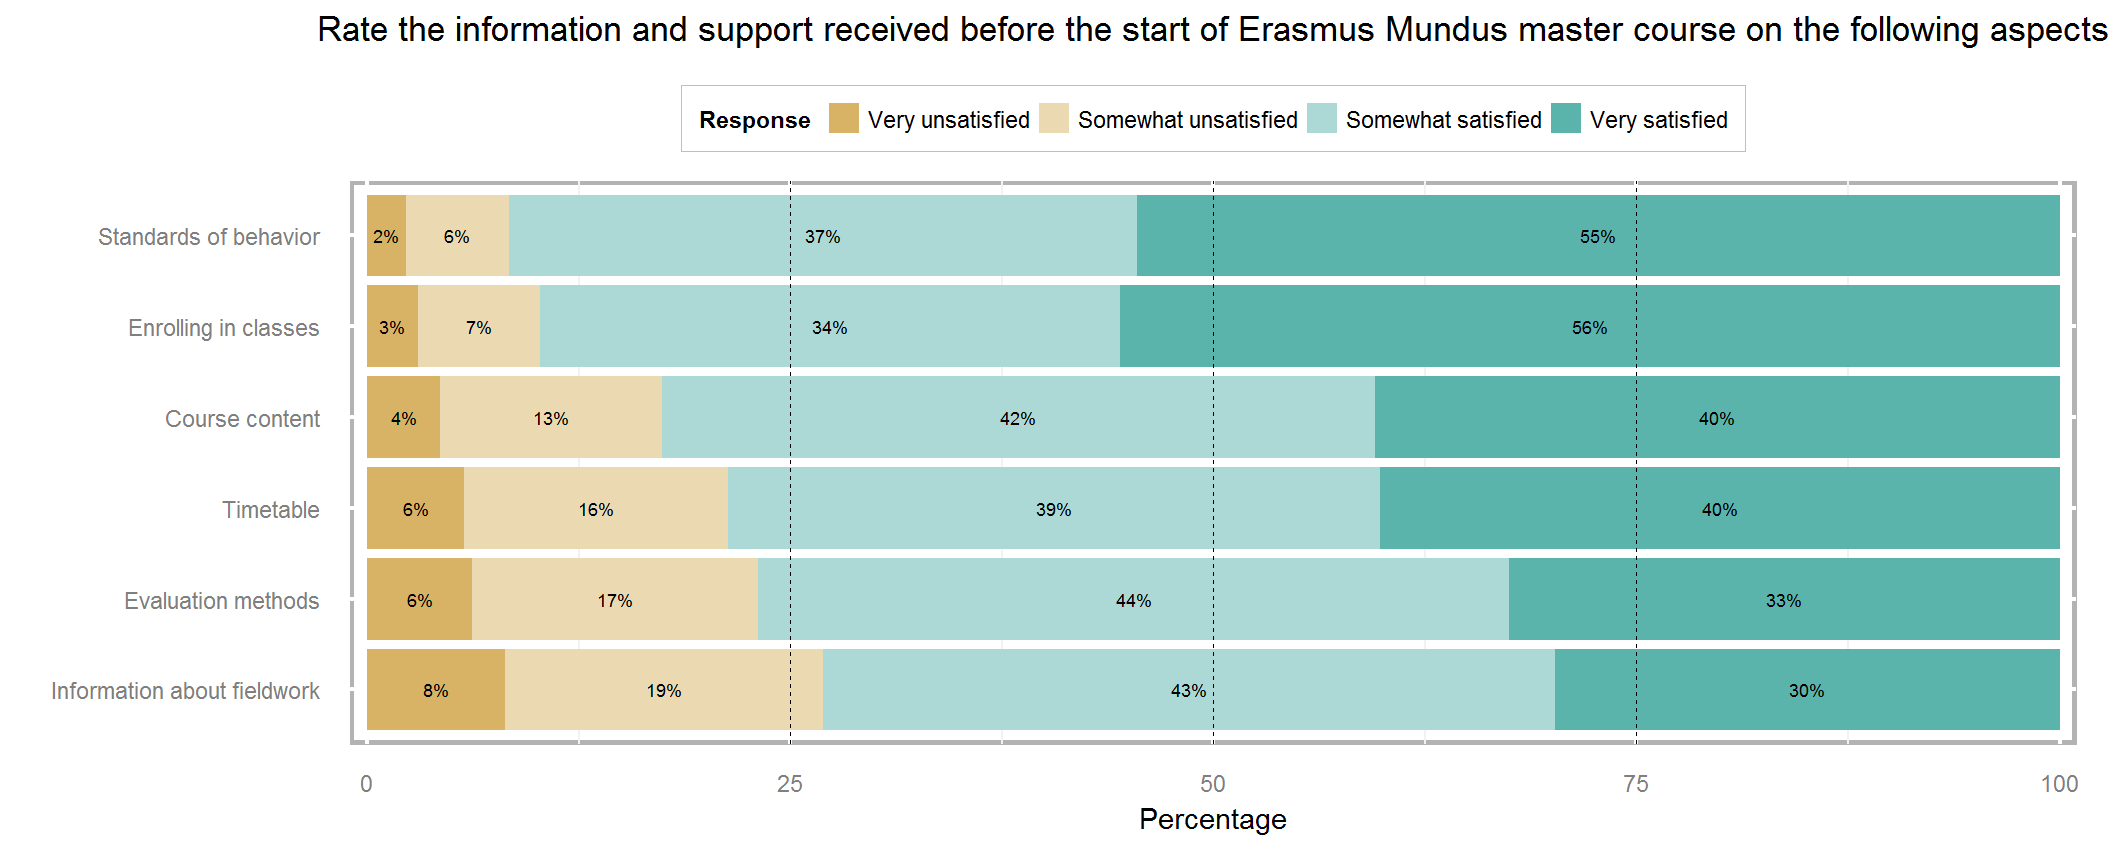 Rate the information and support received before the start of Erasmus Mundus master course on the following aspects
Response Very unsatisfied Somewhat unsatisfied Somewhat satisfied Very satisfied
Standards of behavior 2% 6% 37% 55%
Enrolling in classes 3% 7% 34% 56%
Course content 4% 13% 42% 40%
Timetable 6% 16% 39% 40%
Evaluation methods 6% 17% 44% 33%
Information about fieldwork 8% 19% 43% 30%
0 25 50 75 100
Percentage